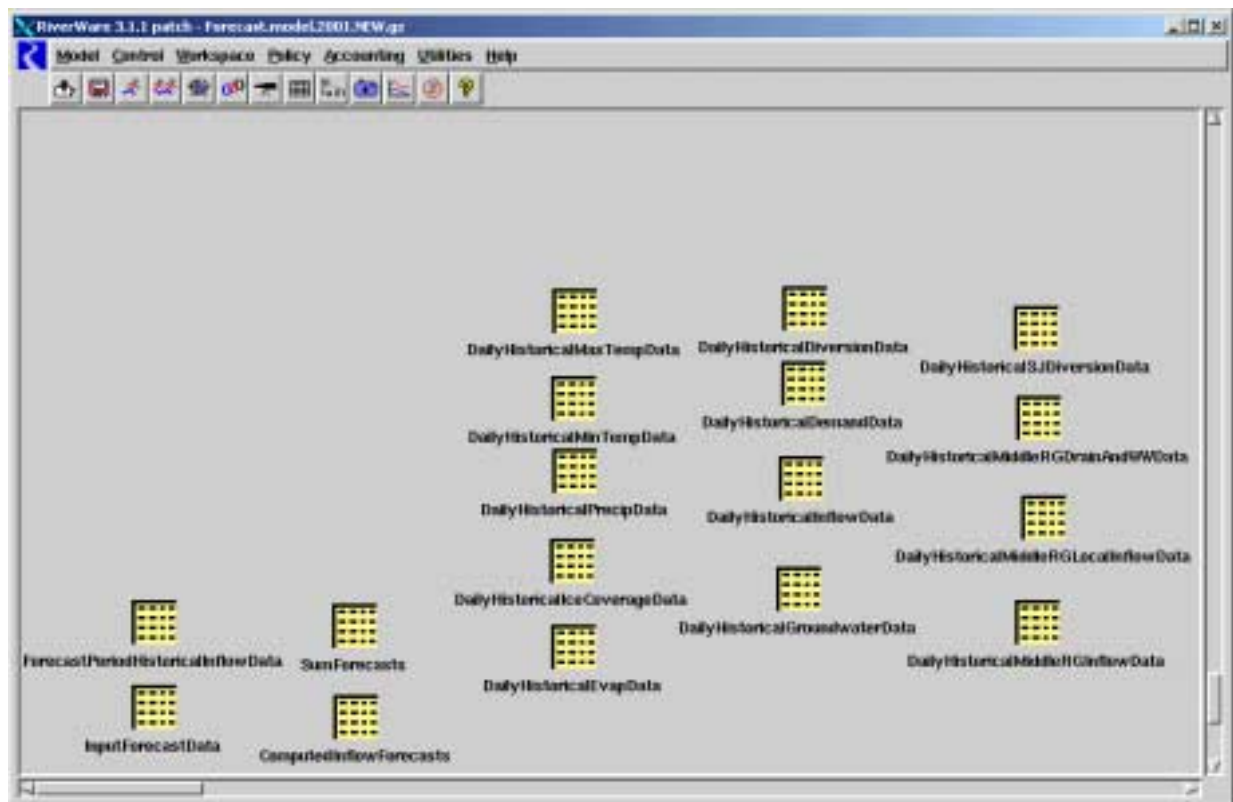 RiverWare 3.1.1 patch - Forecast.model.2001.NEW.gz
Model Control Workspace Policy Accounting Utilities Help
DailyHistoricalMaxTempData
DailyHistoricalDiversionData
DailyHistoricalSJDiversionData
DailyHistoricalMinTempData
DailyHistoricalDemandData
DailyHistoricalMiddleRGDrainAndWWData
DailyHistoricalPrecipData
DailyHistoricalInflowData
DailyHistoricalMiddleRGLocalInflowData
DailyHistoricalIceCoverageData
DailyHistoricalGroundwaterData
ForecastPeriodHistoricalInflowData
SumForecasts
DailyHistoricalEvapData
DailyHistoricalMiddleRGInflowData
InputForecastData
ComputedInflowForecasts